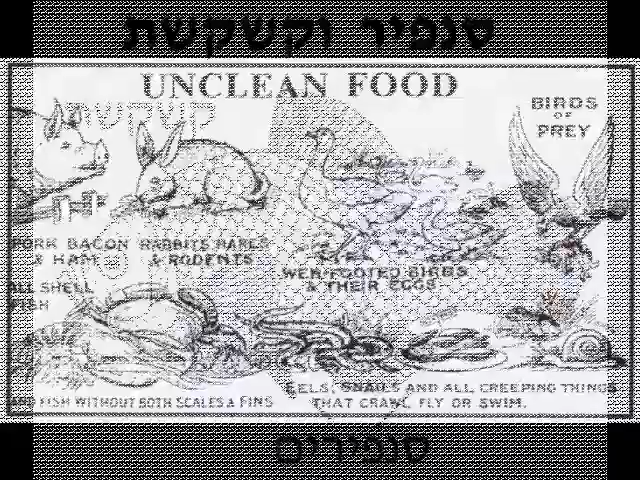 סנפיר וקשקשת
UNCLEAN FOOD
קשקשת
BIRDS
OF
PREY
PORK BACON
& HAM
RABBITS HARES
& RODENTS
WEB FOOTED BIRDS
& THEIR EGGS
ALL SHELL
FISH
AND FISH WITHOUT BOTH SCALES & FINS
EELS, SNAILS AND ALL CREEPING THINGS
THAT CRAWL, FLY OR SWIM.
סנפירים